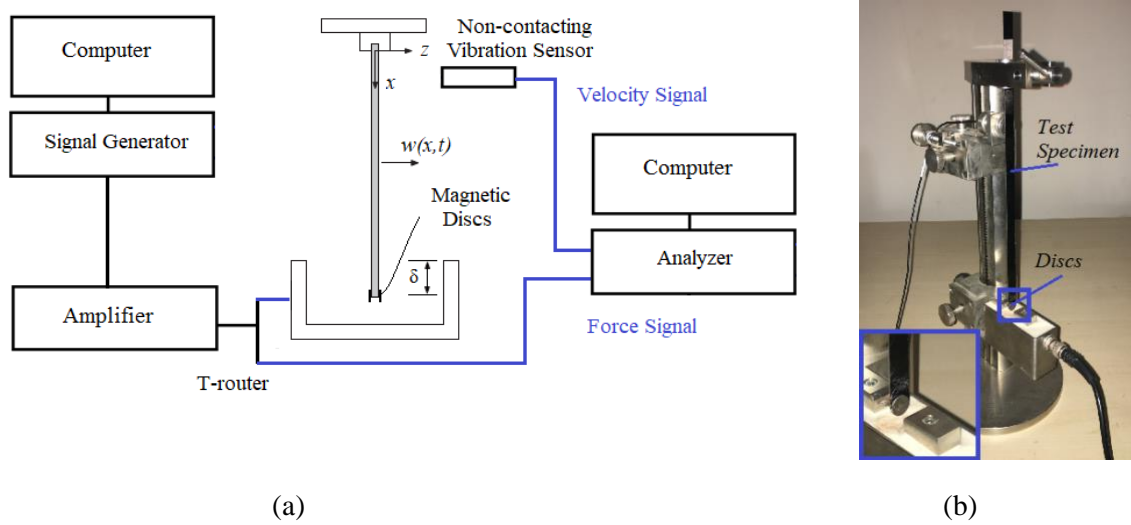 Computer
Signal Generator
Amplifier
T-router
z
x
w(x,t)
Magnetic
Discs
δ
Non-contacting
Vibration Sensor
Velocity Signal
Computer
Analyzer
Force Signal
Test
Specimen
Discs
(a)
(b)